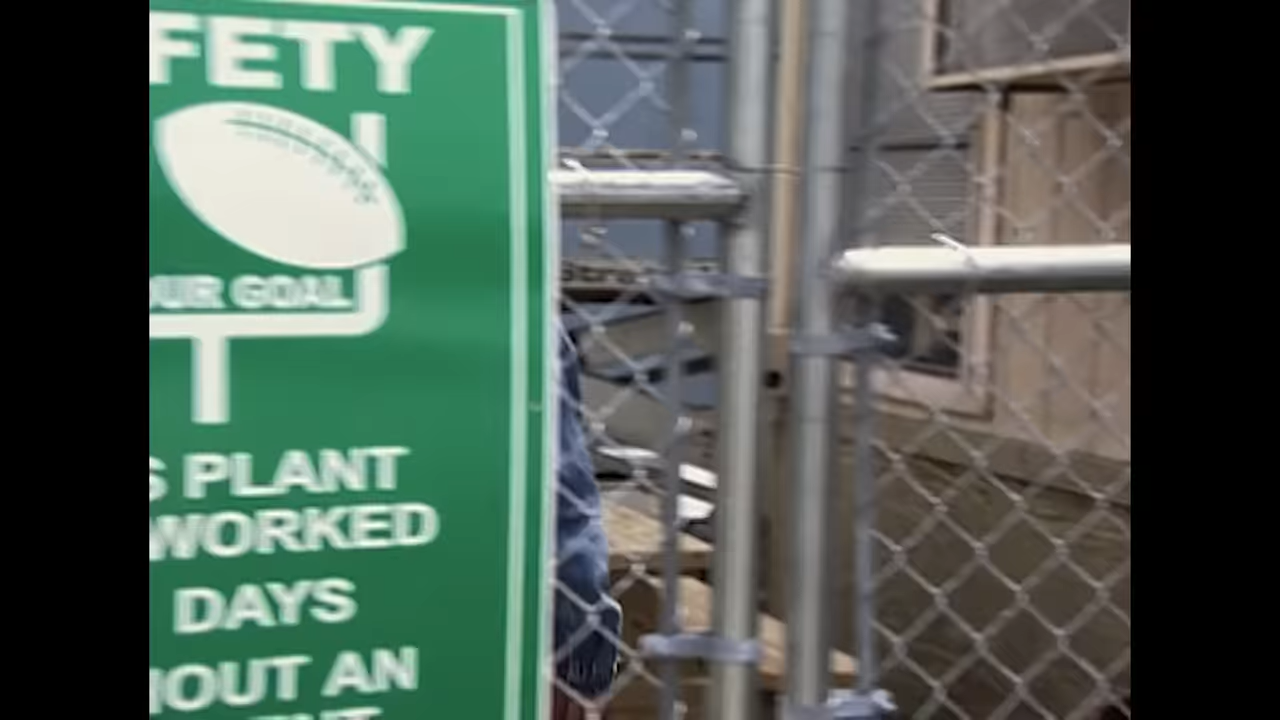 FETY
UR GOAL
S PLANT
WORKED
DAYS
HOUT AN